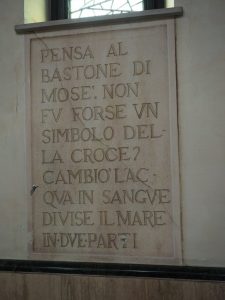 PENSA AL
BASTONE DI
MOSE'. NON
FV FORSE VN
SIMBOLO DEL-
LA CROCE?
CAMBIO' L'AC-
QVA IN SANGVE
DIVISE IL MARE
IN·DVE·PARTI